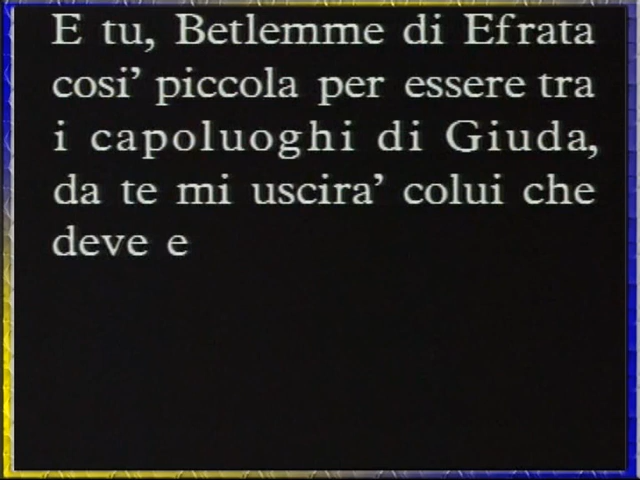 E tu, Betlemme di Efrata
cosi’ piccola per essere tra
i capoluoghi di Giuda,
da te mi uscira’ colui che
deve e